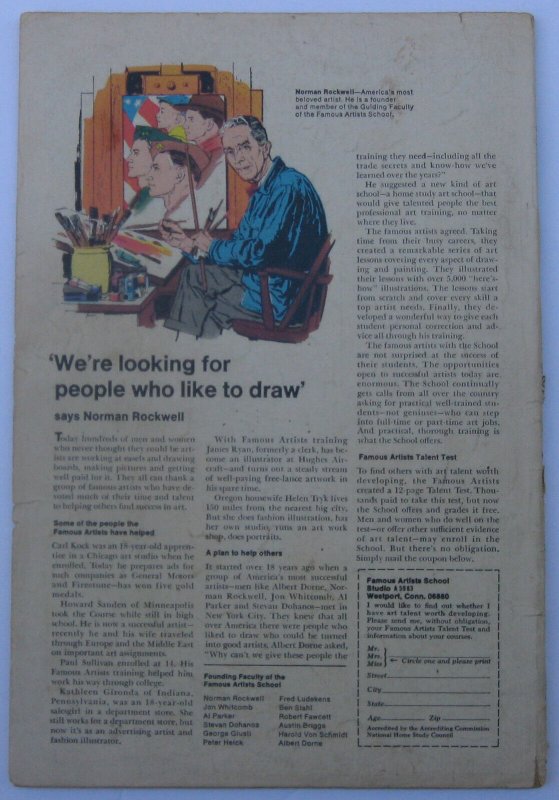 Norman Rockwell—America's most
beloved artist. He is a founder
and member of the Guiding Faculty
of the Famous Artists School.
'We're looking for
people who like to draw'
says Norman Rockwell
Today hundreds of men and women
who never thought they could be art-
ists are working at easels and drawing
boards, making pictures and getting
well paid for it. They all can thank a
group of famous artists who have de-
voted much of their time and talent
to helping others find success in art.
Some of the people the
Famous Artists have helped
Carl Kock was an 18-year-old appren-
tice in a Chicago art studio when he
enrolled. Today he prepares ads for
such companies as General Motors
and Firestone—has won five gold
medals.
Howard Sanden of Minneapolis
took the Course while still in high
school. He is now a successful artist—
recently he and his wife traveled
through Europe and the Middle East
on important art assignments.
Paul Sullivan enrolled at 14. His
Famous Artists training helped him
work his way through college.
Kathleen Gironda of Indiana,
Pennsylvania, was an 18-year-old
salesgirl in a department store. She
still works for a department store, but
now it's as an advertising artist and
fashion illustrator.
With Famous Artists training
James Ryan, formerly a clerk, has be-
come an illustrator at Hughes Air-
craft—and turns out a steady stream
of well-paying free-lance artwork in
his spare time.
Oregon housewife Helen Tryk lives
150 miles from the nearest big city.
But she does fashion illustration, has
her own studio, runs an art work
shop, does portraits.
A plan to help others
It started over 18 years ago when a
group of America's most successful
artists—men like Albert Dorne, Nor-
man Rockwell, Jon Whitcomb, Al
Parker and Stevan Dohanos—met in
New York City. They knew that all
over America there were people who
liked to draw who could be turned
into good artists. Albert Dorne asked,
"Why can't we give these people the
Founding Faculty of the
Famous Artists School
Norman Rockwell
Jon Whitcomb
Al Parker
Stevan Dohanos
George Giusti
Peter Helck
Fred Ludekens
Ben Stahl
Robert Fawcett
Austin Briggs
Harold Von Schmidt
Albert Dorne
training they need—including all the
trade secrets and know-how we've
learned over the years?"
He suggested a new kind of art
school—a home study art school—that
would give talented people the best
professional art training, no matter
where they live.
The famous artists agreed. Taking
time from their busy careers, they
created a remarkable series of art
lessons covering every aspect of draw-
ing and painting. They illustrated
their lessons with over 5,000 "here's-
how" illustrations. The lessons start
from scratch and cover every skill a
top artist needs. Finally, they de-
veloped a wonderful way to give each
student personal correction and ad-
vice all through his training.
The famous artists with the School
are not surprised at the success of
their students. The opportunities
open to successful artists today are
enormous. The School continually
gets calls from all over the country
asking for practical well-trained stu-
dents—not geniuses—who can step
into full-time or part-time art jobs.
And practical, thorough training is
what the School offers.
Famous Artists Talent Test
To find others with art talent worth
developing, the Famous Artists
created a 12-page Talent Test. Thou-
sands paid to take this test, but now
the School offers and grades it free.
Men and women who do well on the
test—or offer other sufficient evidence
of art talent—may enroll in the
School. But there's no obligation.
Simply mail the coupon below.
Famous Artists School
Studio
Westport, Conn. 06880
I would like to find out whether I
have art talent worth developing.
Please send me, without obligation,
your Famous Artists Talent Test and
information about your courses.
Mr.
Mrs.
Miss ← Circle one and please print
Street
City
State
Age Zip
Accredited by the Accrediting Commission
National Home Study Council